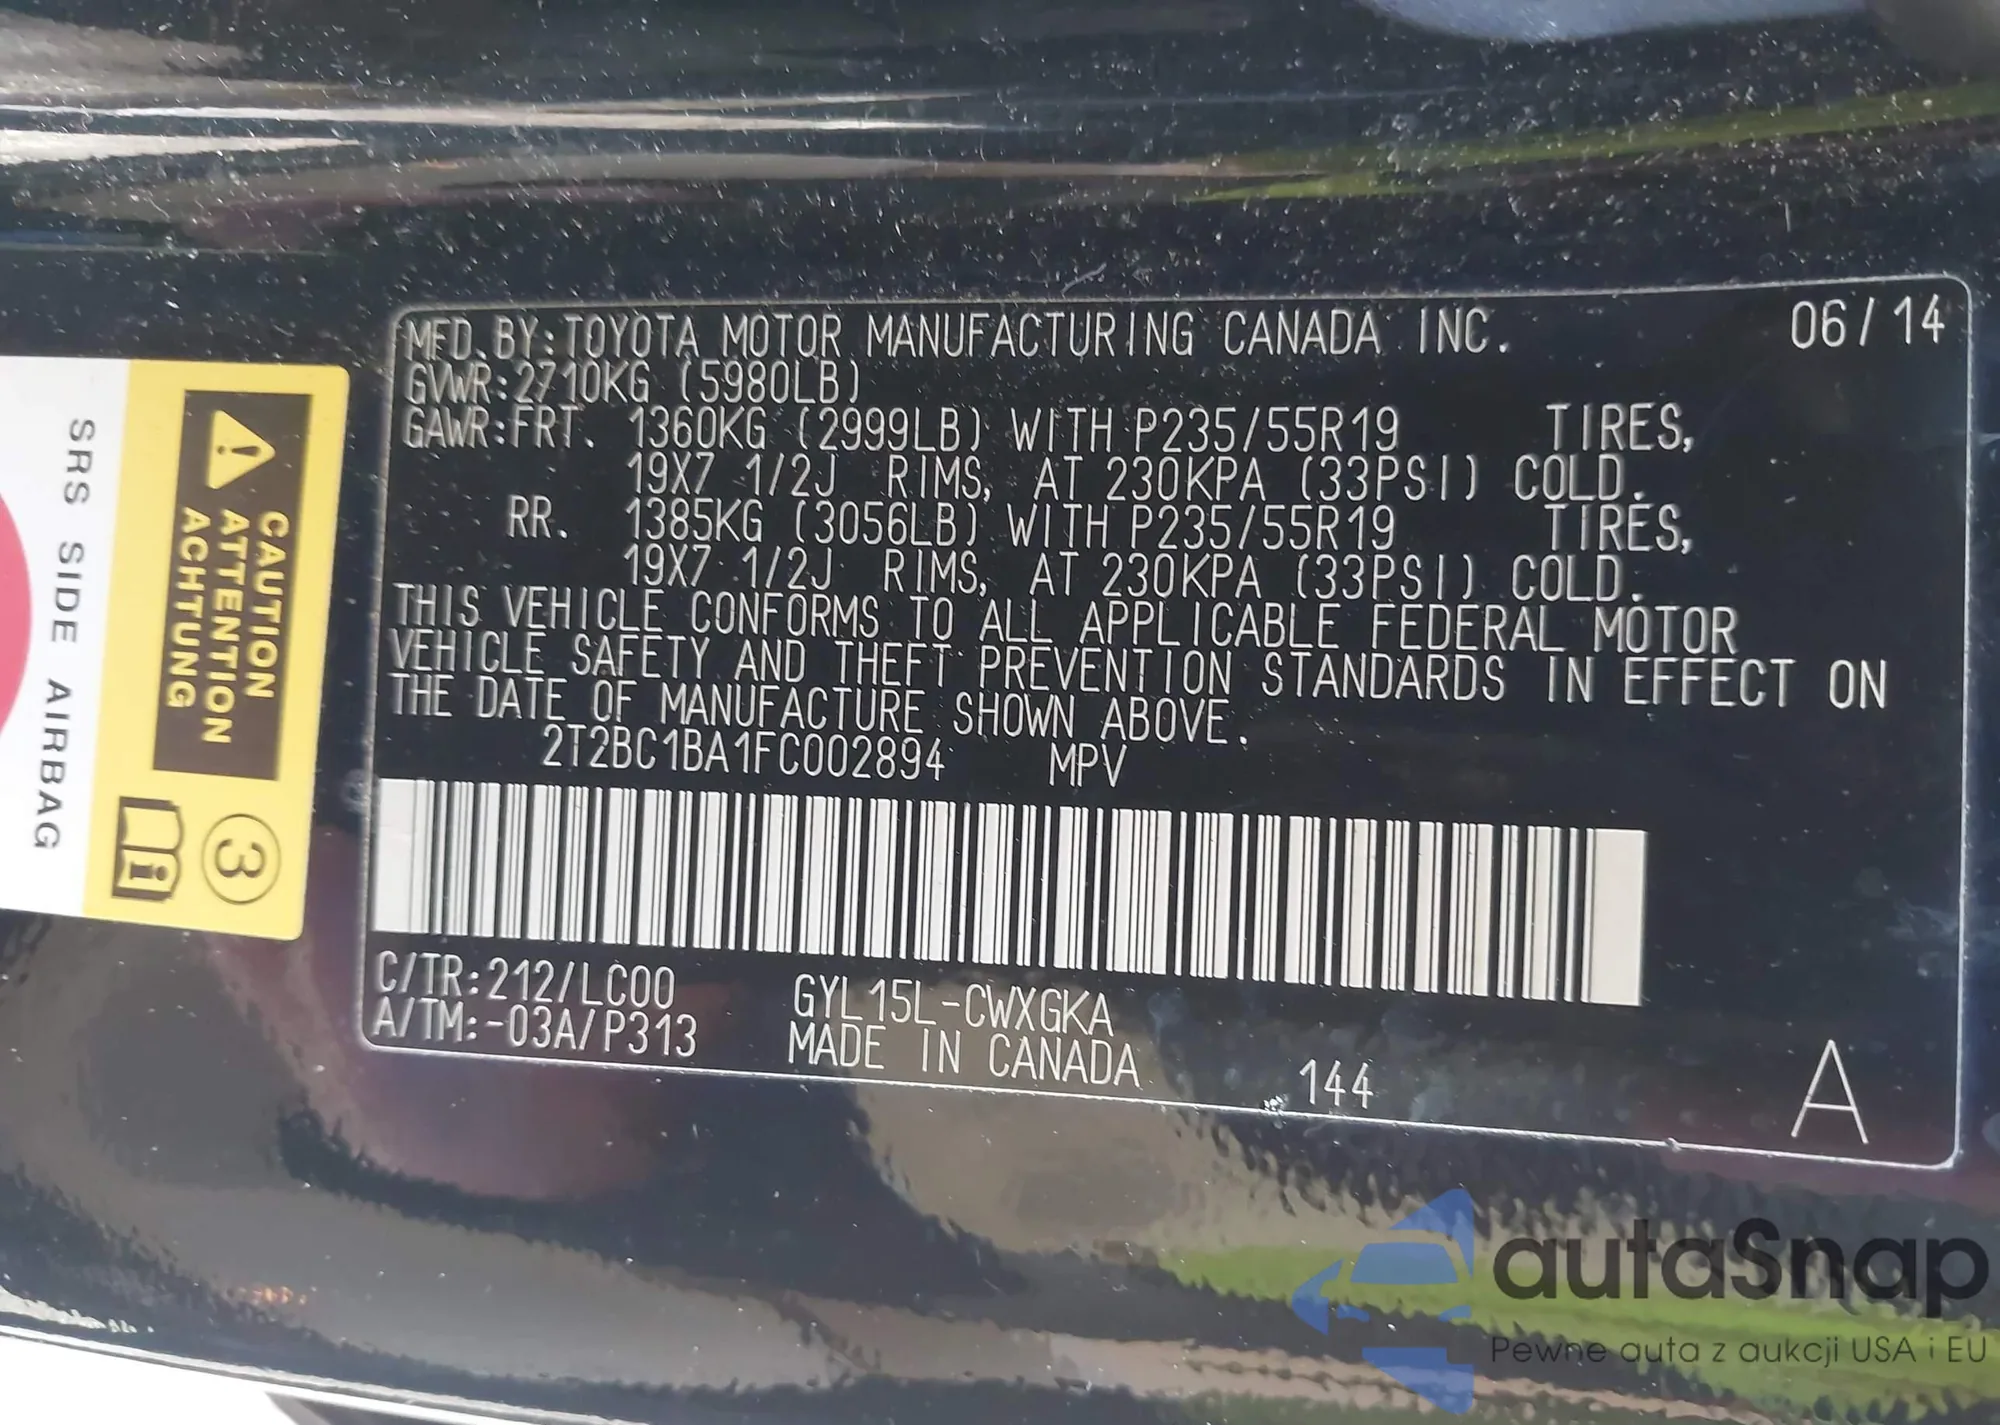 MFD. BY: TOYOTA MOTOR MANUFACTURING CANADA INC. 06/14
GVWR: 2710KG (5980LB)
GAWR: FRT. 1360KG (2999LB) WITH P235/55R19 TIRES,
19X7 1/2J RIMS, AT 230KPA (33PSI) COLD.
RR. 1385KG (3056LB) WITH P235/55R19 TIRES,
19X7 1/2J RIMS, AT 230KPA (33PSI) COLD.
THIS VEHICLE CONFORMS TO ALL APPLICABLE FEDERAL MOTOR
VEHICLE SAFETY AND THEFT PREVENTION STANDARDS IN EFFECT ON
THE DATE OF MANUFACTURE SHOWN ABOVE.
2T2BC1BA1FC002894 MPV
C/TR: 212/LC00 GYL15L-CWXGKA
A/TM: -03A/P313 MADE IN CANADA 144 A
CAUTION
ATTENTION
ACHTUNG
3
i
SRS SIDE AIRBAG
autaSnap
Pewne auta z aukcji USA i EU